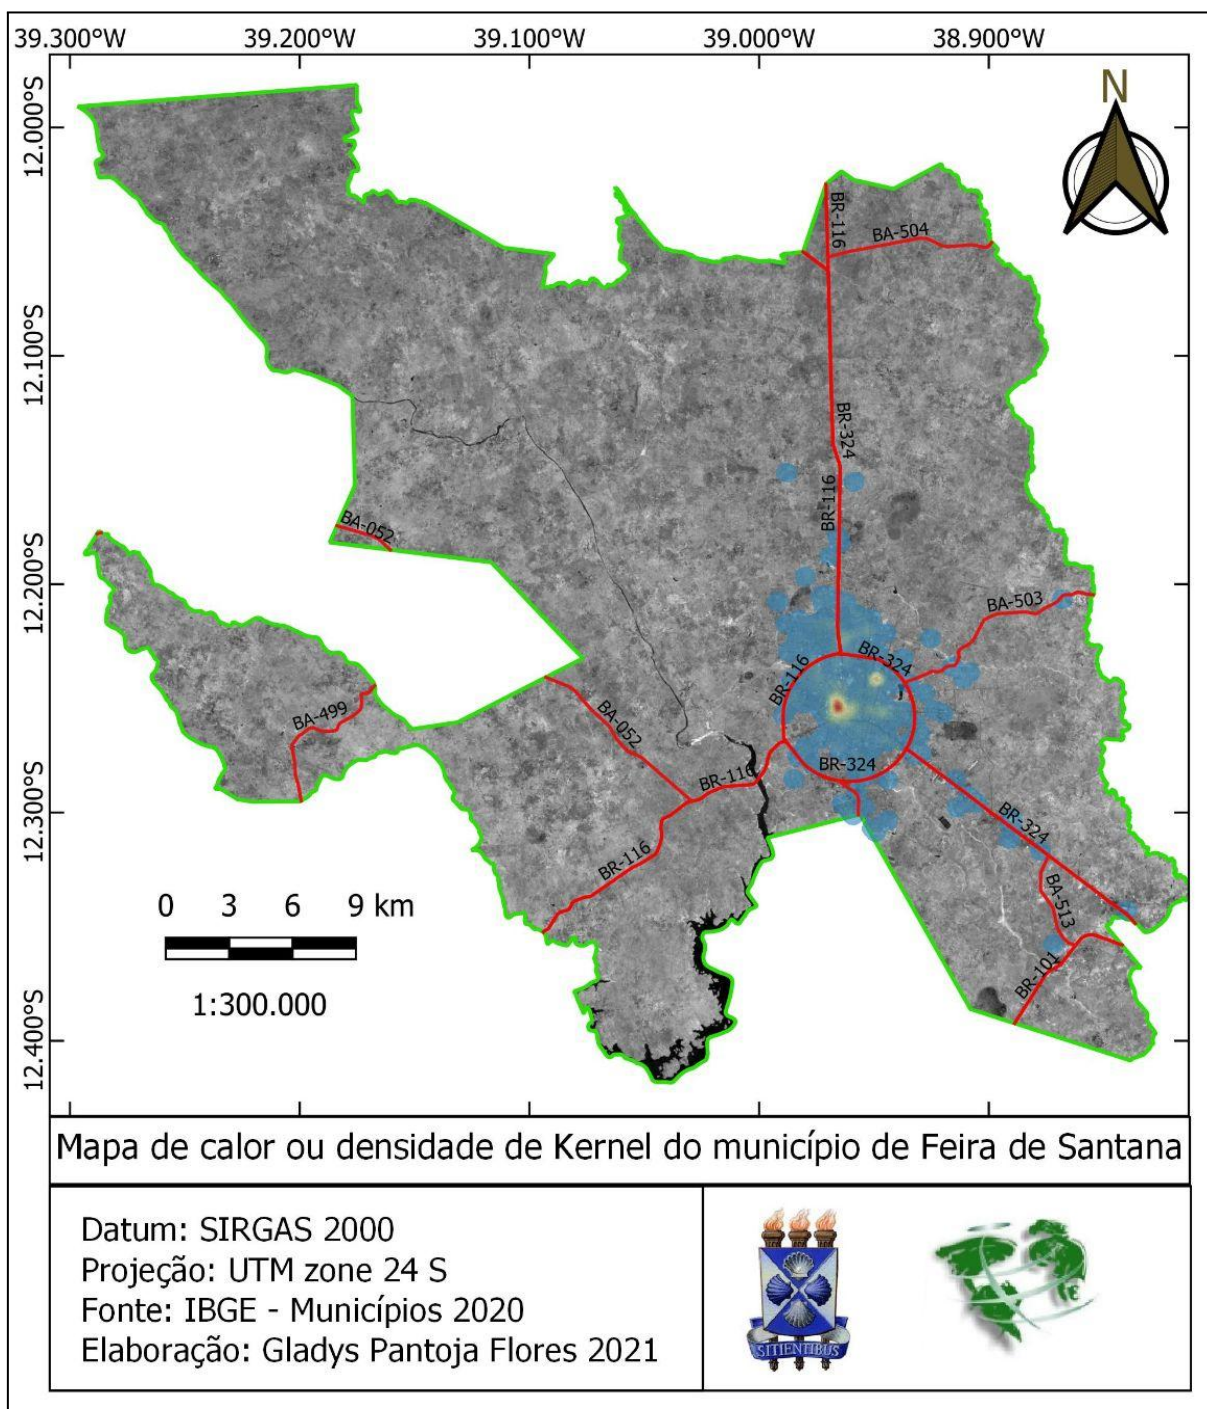 39.300°W 39.200°W 39.100°W 39.000°W 38.900°W
12.000°S
12.100°S
12.200°S
12.300°S
12.400°S
N
BR-116
BA-504
BR-324
BR-116
BA-052
BA-503
BR-116
BR-324
BA-499
BA-052
BR-116
BR-324
BR-324
BR-116
BA-513
BR-101
0 3 6 9 km
1:300.000
Mapa de calor ou densidade de Kernel do município de Feira de Santana
Datum: SIRGAS 2000
Projeção: UTM zone 24 S
Fonte: IBGE - Municípios 2020
Elaboração: Gladys Pantoja Flores 2021
SITIENTIBUS